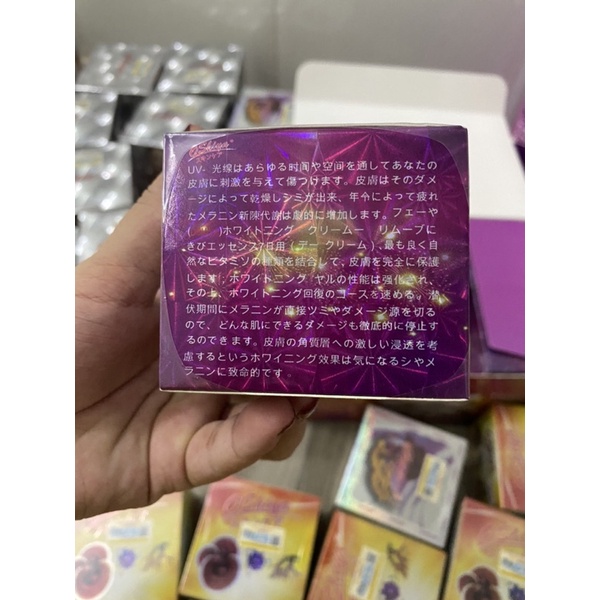 UV- 光線はあらゆる时间や空间を通してあなたの
皮膚に刺激を与えて傷つけます。皮膚はそのダメ
ージによって乾燥しシミが出来、年令によって疲れ
たメラニン新陳代謝は劇的に増加します。フエーや
( )ホワイトニング クリームー リムーブに
きびエッセンス7日用(デー クリーム)、最も良く自
然なビタミソの種類を結合して、皮膚を完全に保護
します，ホワイトニング ヤルの性能は強化され、
その上、ホワイトニング回復のコースを速める。潜
伏期間にメラニンが直接ツミやダメージ源を切る
ので、どんな肌にできるダメージも徹底的に停止す
るのできます。皮膚の角質層への激しい浸透を考
慮するというホワイニング効果は気になるシやメ
ラニンに致命的です。